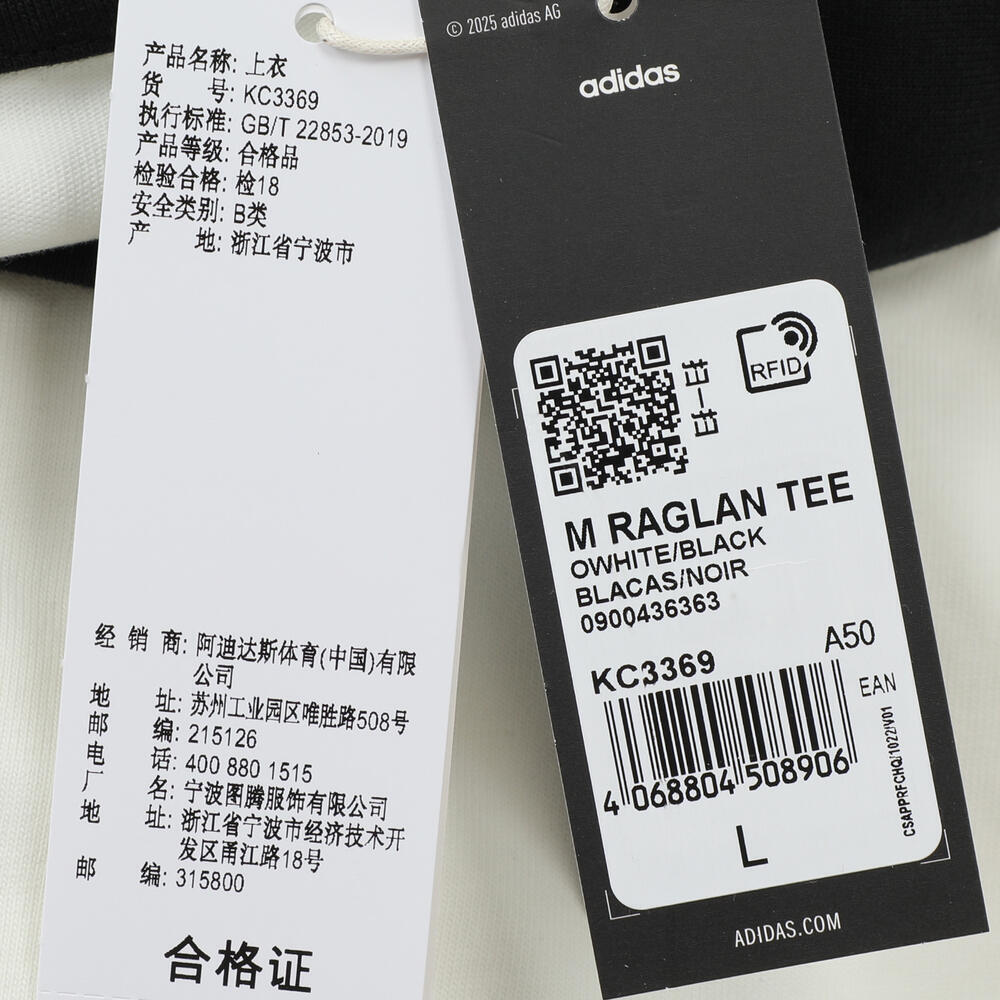 产品名称: 上衣
货 号: KC3369
执行标准: GB/T 22853-2019
产品等级: 合格品
检验合格: 检18
安全类别: B类
产 地: 浙江省宁波市
经 销 商: 阿迪达斯体育(中国)有限
公司
地 址: 苏州工业园区唯胜路508号
邮 编: 215126
电 话: 400 880 1515
厂 名: 宁波图腾服饰有限公司
地 址: 浙江省宁波市经济技术开
发区甬江路18号
邮 编: 315800
合格证
© 2025 adidas AG
adidas
RFID
M RAGLAN TEE
OWHITE/BLACK
BLACAS/NOIR
0900436363
KC3369
A50
EAN
4 068804 508906
CSAPPRFCHQ/1022/V01
L
ADIDAS.COM